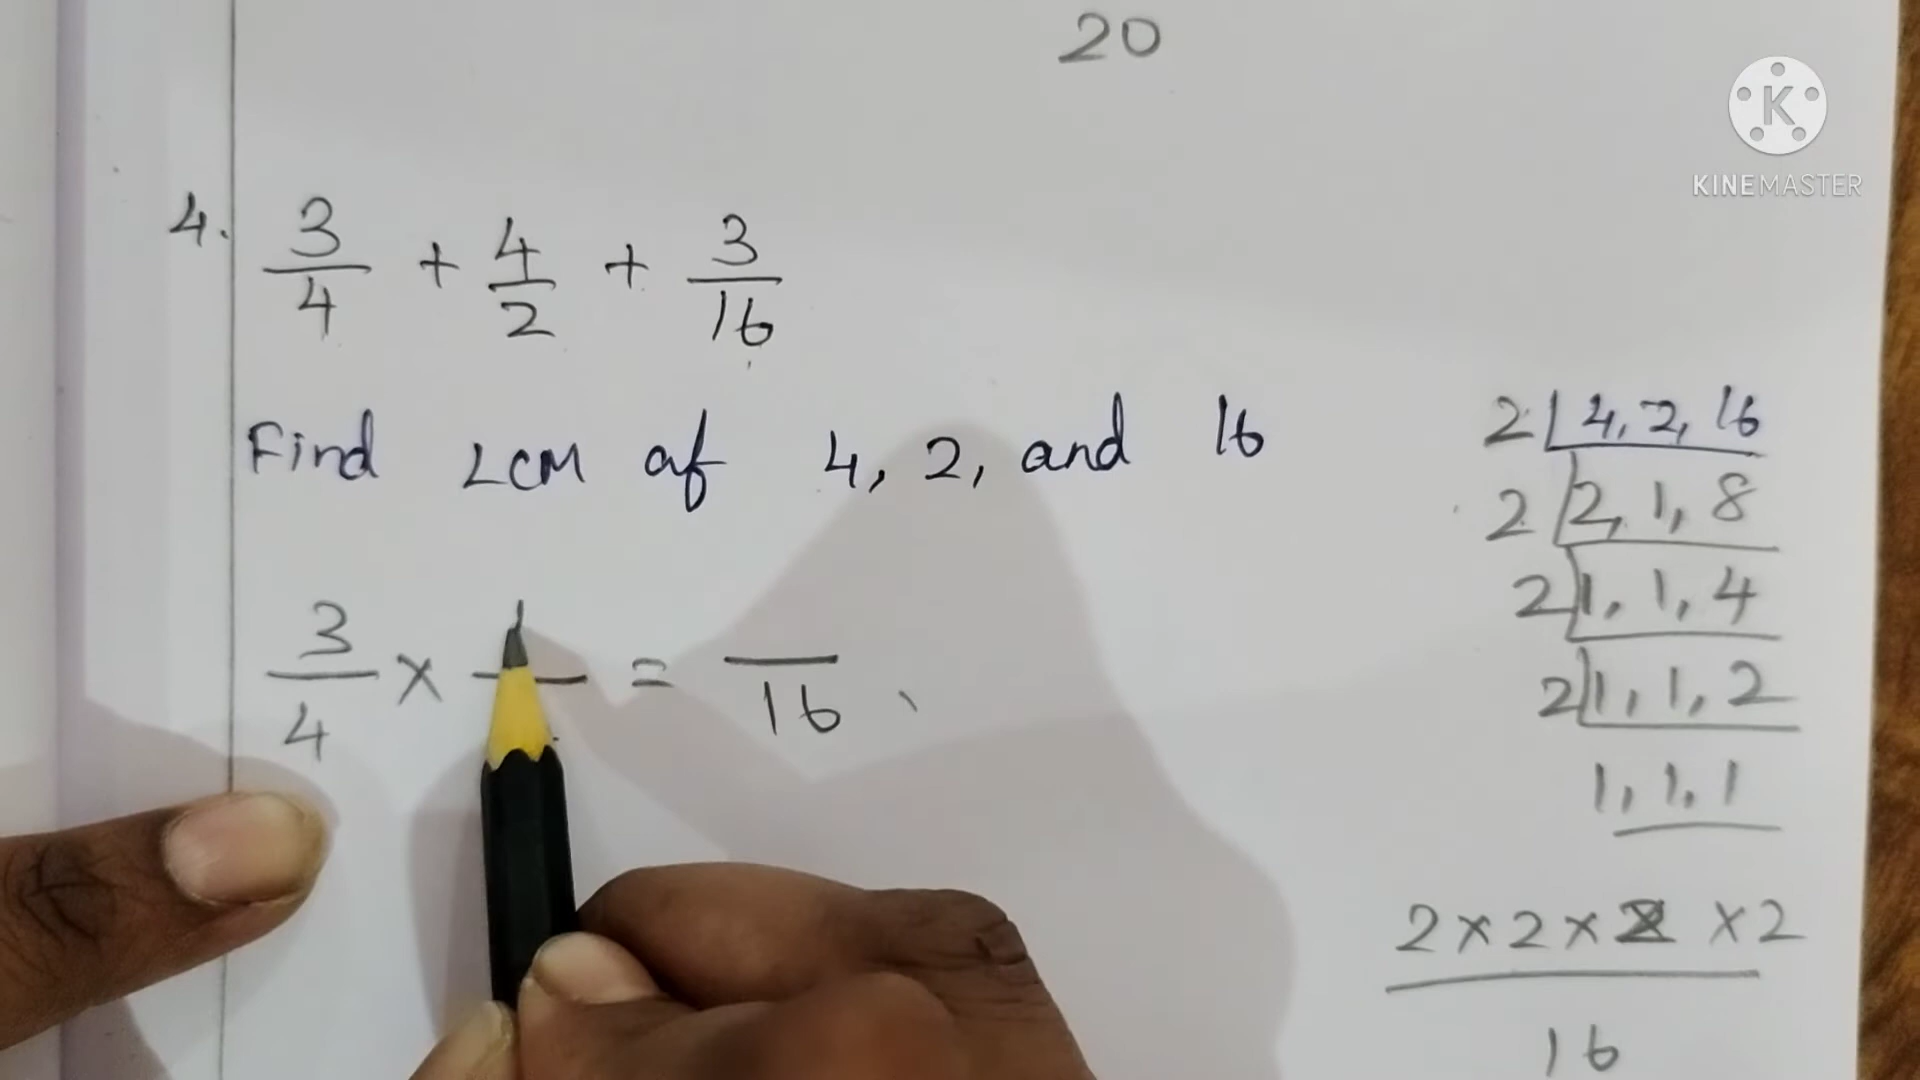 20
K
KINEMASTER
4. 3/4 + 4/2 + 3/16
Find LCM of 4, 2, and 16
3/4 × = /16
2 | 4, 2, 16
2 | 2, 1, 8
2 | 1, 1, 4
2 | 1, 1, 2
1, 1, 1
2 × 2 × 2 × 2
16